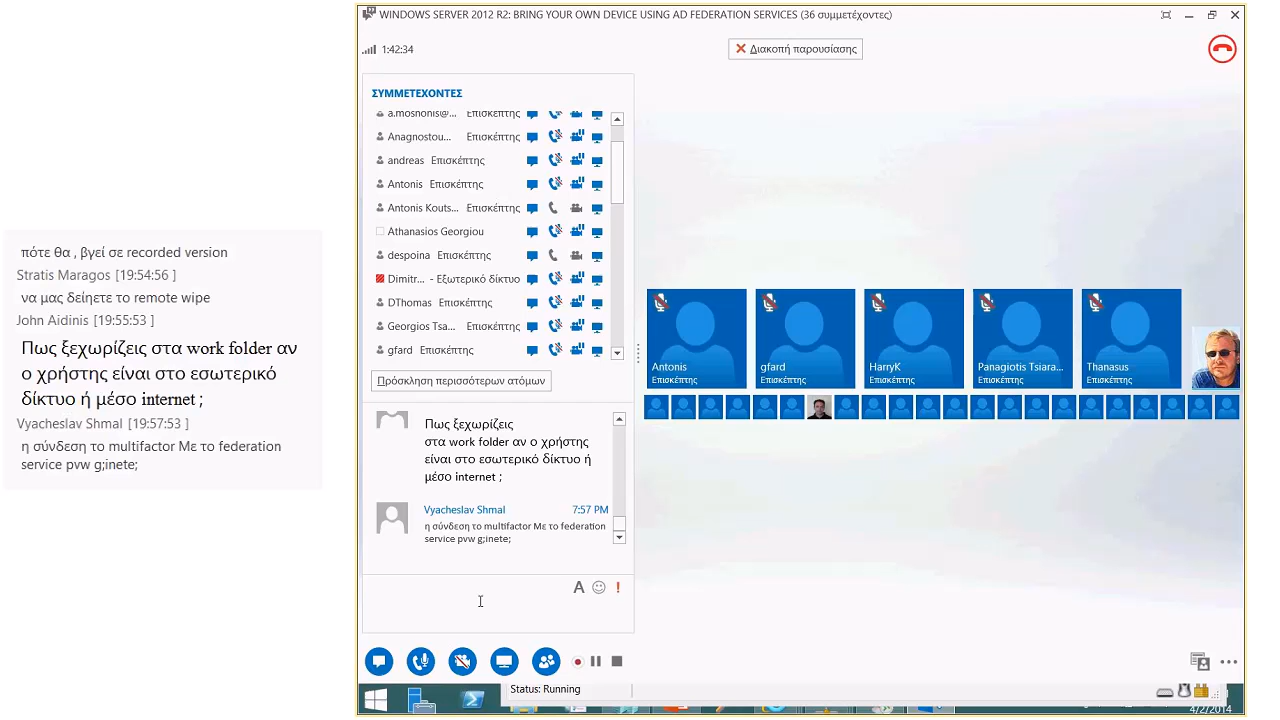 πότε θα , βγεί σε recorded version
Stratis Maragos [19:54:56 ]
να μας δείηετε το remote wipe
John Aidinis [19:55:53 ]
Πως ξεχωρίζεις στα work folder αν
ο χρήστης είναι στο εσωτερικό
δίκτυο ή μέσο internet ;
Vyacheslav Shmal [19:57:53 ]
η σύνδεση το multifactor Με το federation
service pvw g;inete;
WINDOWS SERVER 2012 R2: BRING YOUR OWN DEVICE USING AD FEDERATION SERVICES (36 συμμετέχοντες)
1:42:34
Διακοπή παρουσίασης
ΣΥΜΜΕΤΕΧΟΝΤΕΣ
a.mosnonis@... Επισκέπτης
Anagnostou... Επισκέπτης
andreas Επισκέπτης
Antonis Επισκέπτης
Antonis Kouts... Επισκέπτης
Athanasios Georgiou
despoina Επισκέπτης
Dimitr... - Εξωτερικό δίκτυο
DThomas Επισκέπτης
Georgios Tsa... Επισκέπτης
gfard Επισκέπτης
Πρόσκληση περισσότερων ατόμων
Πως ξεχωρίζεις
στα work folder αν ο χρήστης
είναι στο εσωτερικό δίκτυο ή
μέσο internet ;
Vyacheslav Shmal 7:57 PM
η σύνδεση το multifactor Με το federation
service pvw g;inete;
A
Antonis
Επισκέπτης
gfard
Επισκέπτης
HarryK
Επισκέπτης
Panagiotis Tsiara...
Επισκέπτης
Thanasus
Επισκέπτης
Status: Running
4/2/2014